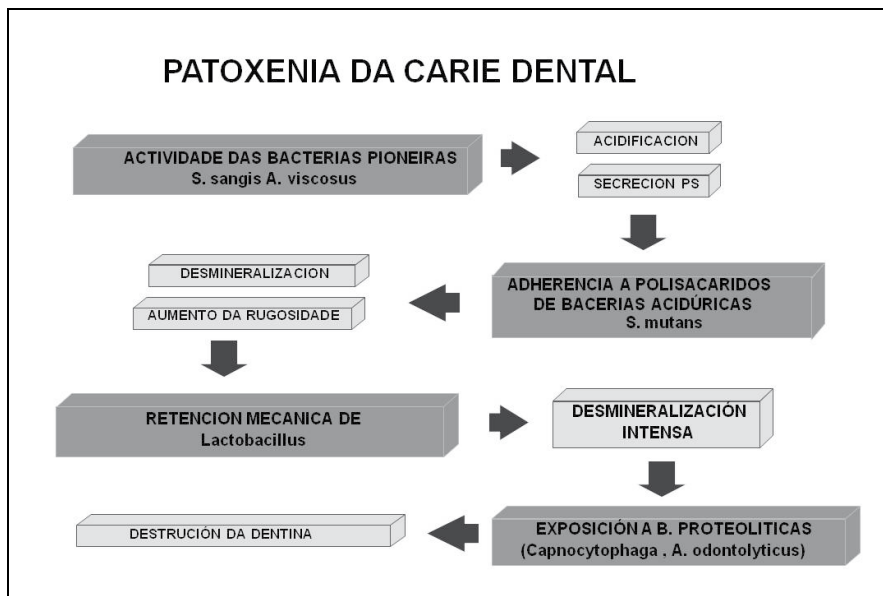 PATOXENIA DA CARIE DENTAL
ACTIVIDADE DAS BACTERIAS PIONEIRAS
S. sangis A. viscosus
ACIDIFICACION
SECRECION PS
ADHERENCIA A POLISACARIDOS
DE BACERIAS ACIDÚRICAS
S. mutans
DESMINERALIZACION
AUMENTO DA RUGOSIDADE
RETENCION MECANICA DE
Lactobacillus
DESMINERALIZACIÓN
INTENSA
EXPOSICIÓN A B. PROTEOLITICAS
(Capnocytophaga , A. odontolyticus)
DESTRUCIÓN DA DENTINA